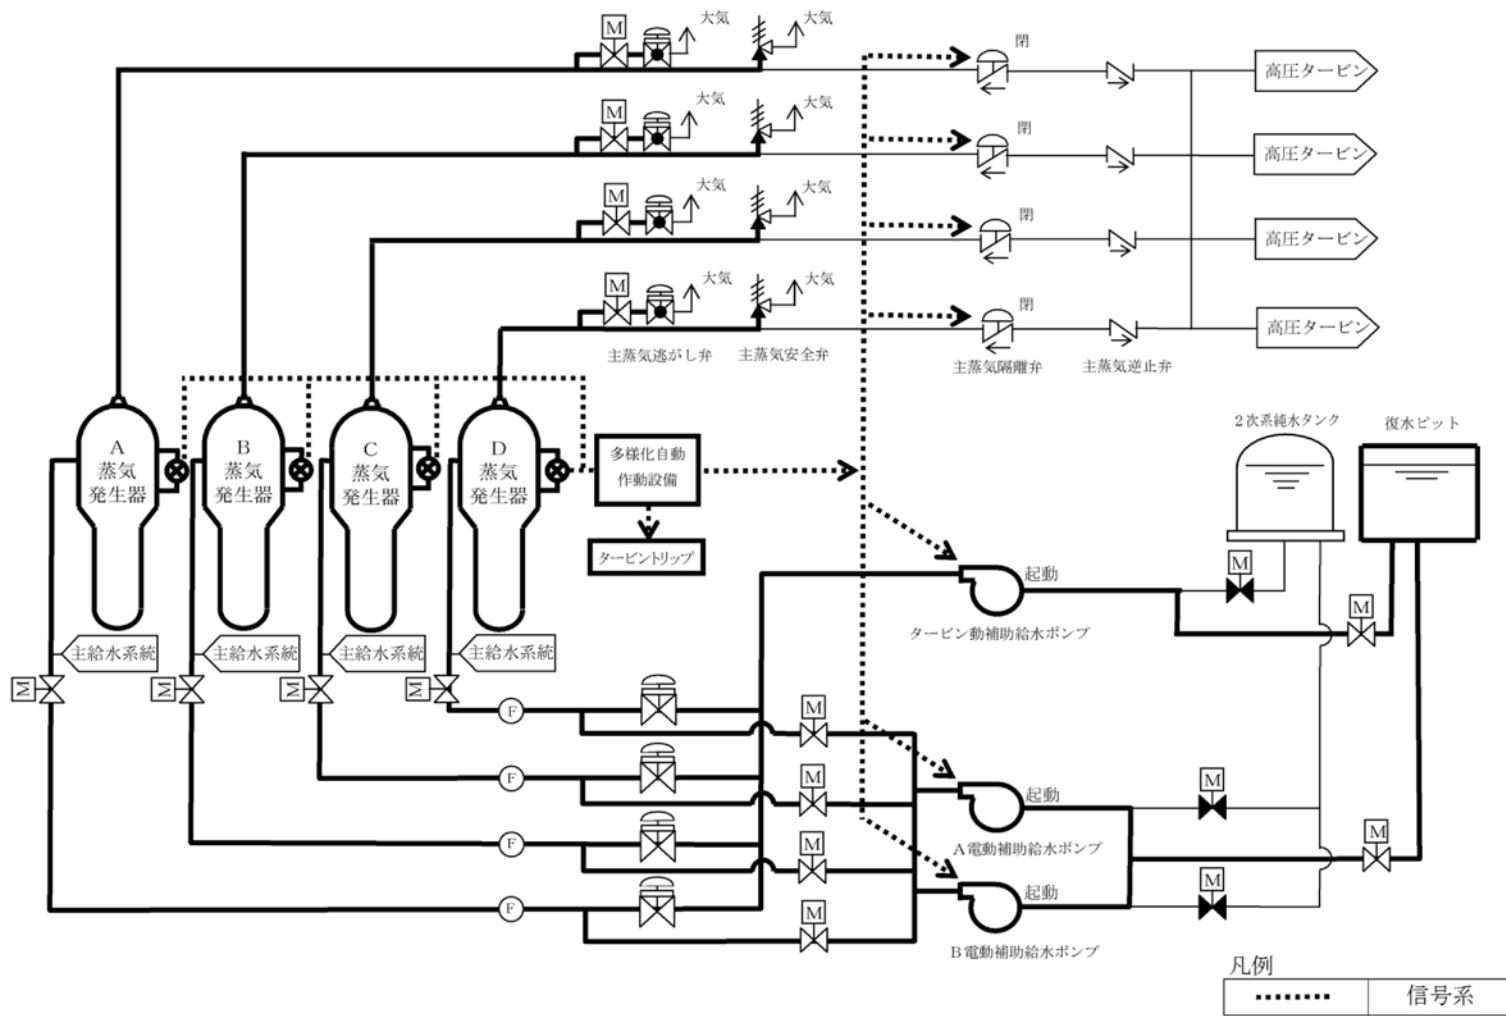 M
大気
大気
閉
高圧タービン
M
大気
大気
閉
高圧タービン
M
大気
大気
閉
高圧タービン
M
大気
大気
閉
高圧タービン
主蒸気逃がし弁
主蒸気安全弁
主蒸気隔離弁
主蒸気逆止弁
A
蒸気
発生器
B
蒸気
発生器
C
蒸気
発生器
D
蒸気
発生器
多様化自動
作動設備
タービントリップ
2次系純水タンク
復水ピット
M
M
起動
タービン動補助給水ポンプ
主給水系統
主給水系統
主給水系統
主給水系統
M
M
M
M
F
M
F
M
F
M
F
M
起動
A電動補助給水ポンプ
M
M
起動
M
B電動補助給水ポンプ
凡例
信号系